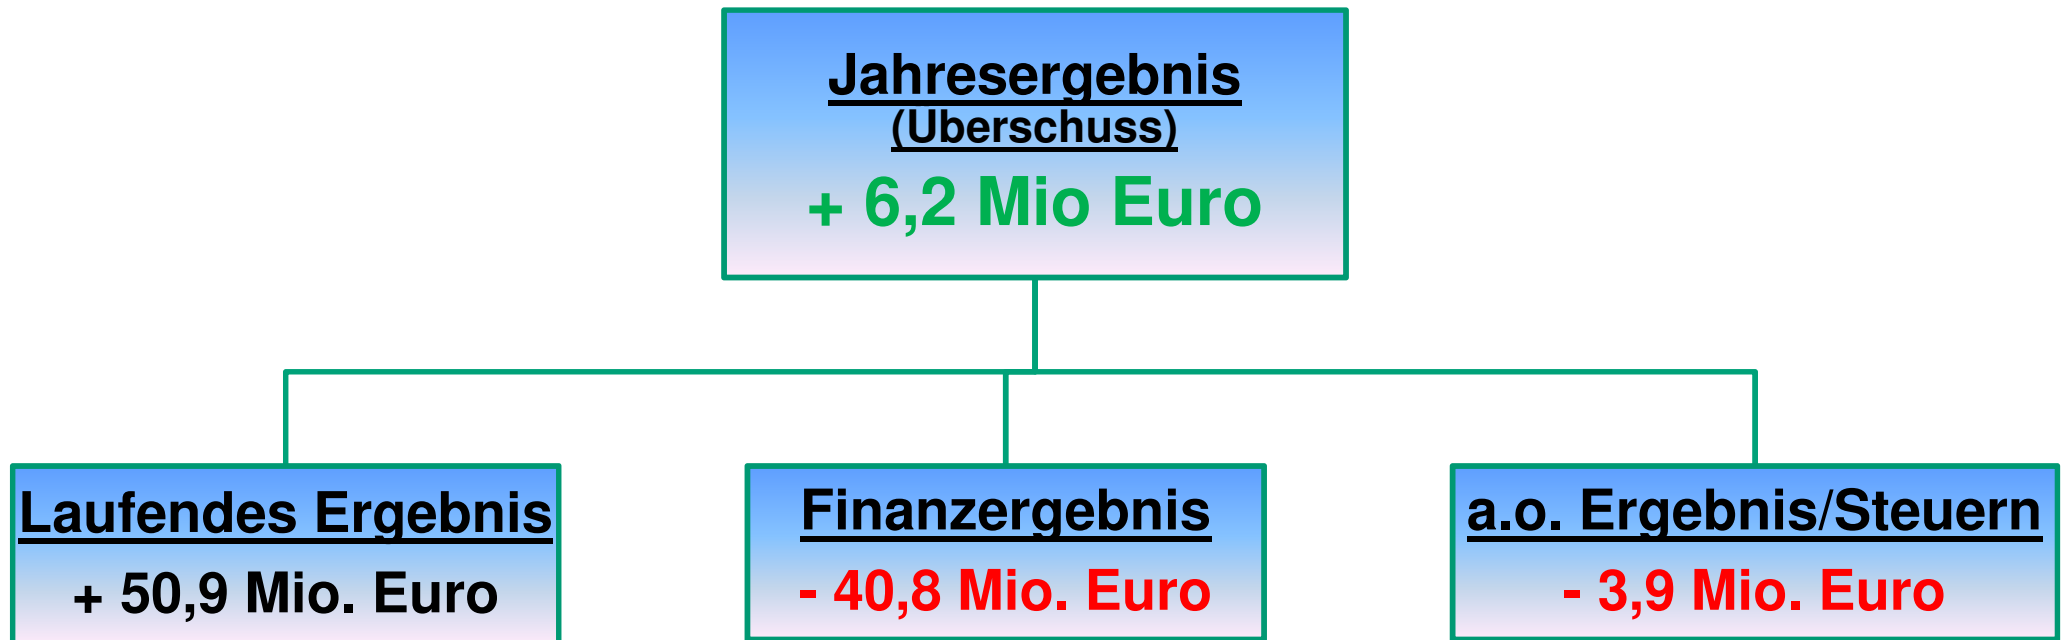 Jahresergebnis
(Überschuss)
+ 6,2 Mio Euro
Laufendes Ergebnis
+ 50,9 Mio. Euro
Finanzergebnis
- 40,8 Mio. Euro
a.o. Ergebnis/Steuern
- 3,9 Mio. Euro